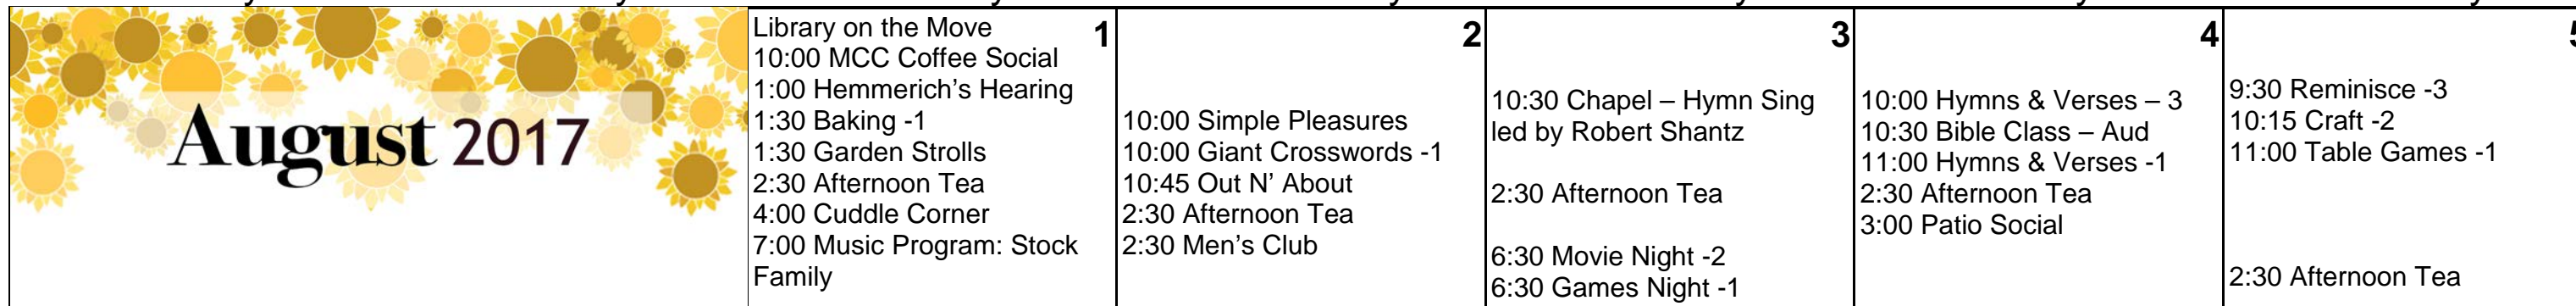 August 2017
Library on the Move 1
10:00 MCC Coffee Social
1:00 Hemmerich’s Hearing
1:30 Baking -1
1:30 Garden Strolls
2:30 Afternoon Tea
4:00 Cuddle Corner
7:00 Music Program: Stock
Family
2
10:00 Simple Pleasures
10:00 Giant Crosswords -1
10:45 Out N’ About
2:30 Afternoon Tea
2:30 Men’s Club
3
10:30 Chapel – Hymn Sing
led by Robert Shantz
2:30 Afternoon Tea
6:30 Movie Night -2
6:30 Games Night -1
4
10:00 Hymns & Verses – 3
10:30 Bible Class – Aud
11:00 Hymns & Verses -1
2:30 Afternoon Tea
3:00 Patio Social
5
9:30 Reminisce -3
10:15 Craft -2
11:00 Table Games -1
2:30 Afternoon Tea